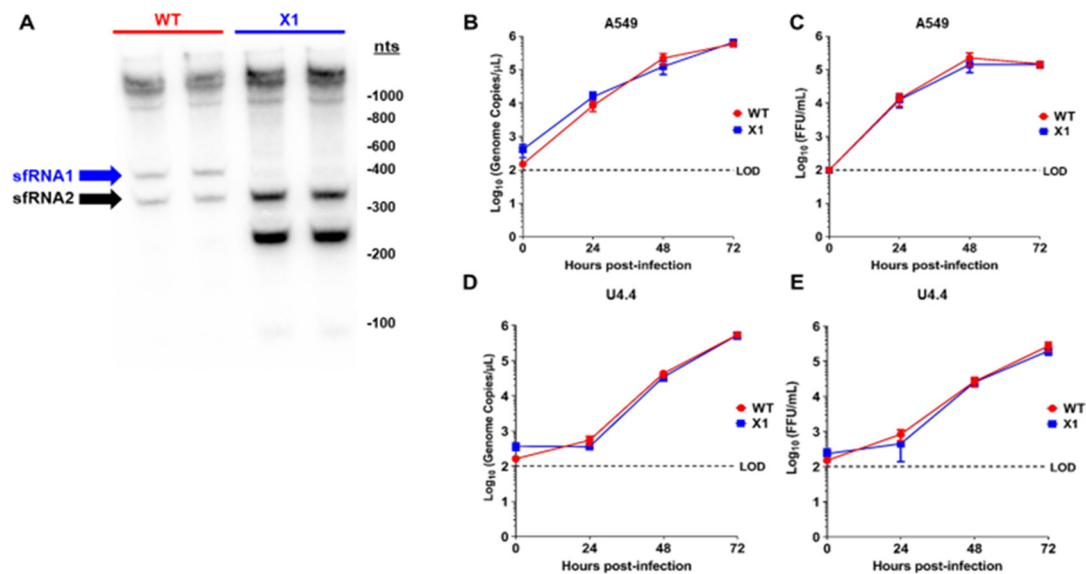 A
WT
X1
nts
-1000
-800
-600
-400
-300
-200
-100
sfRNA1
sfRNA2
B
A549
Log10 (Genome Copies/µL)
6
5
4
3
2
1
0
0 24 48 72
Hours post-infection
WT
X1
LOD
C
A549
Log10 (FFU/mL)
6
5
4
3
2
1
0
0 24 48 72
Hours post-infection
WT
X1
LOD
D
U4.4
Log10 (Genome Copies/µL)
6
5
4
3
2
1
0
0 24 48 72
Hours post-infection
WT
X1
LOD
E
U4.4
Log10 (FFU/mL)
6
5
4
3
2
1
0
0 24 48 72
Hours post-infection
WT
X1
LOD